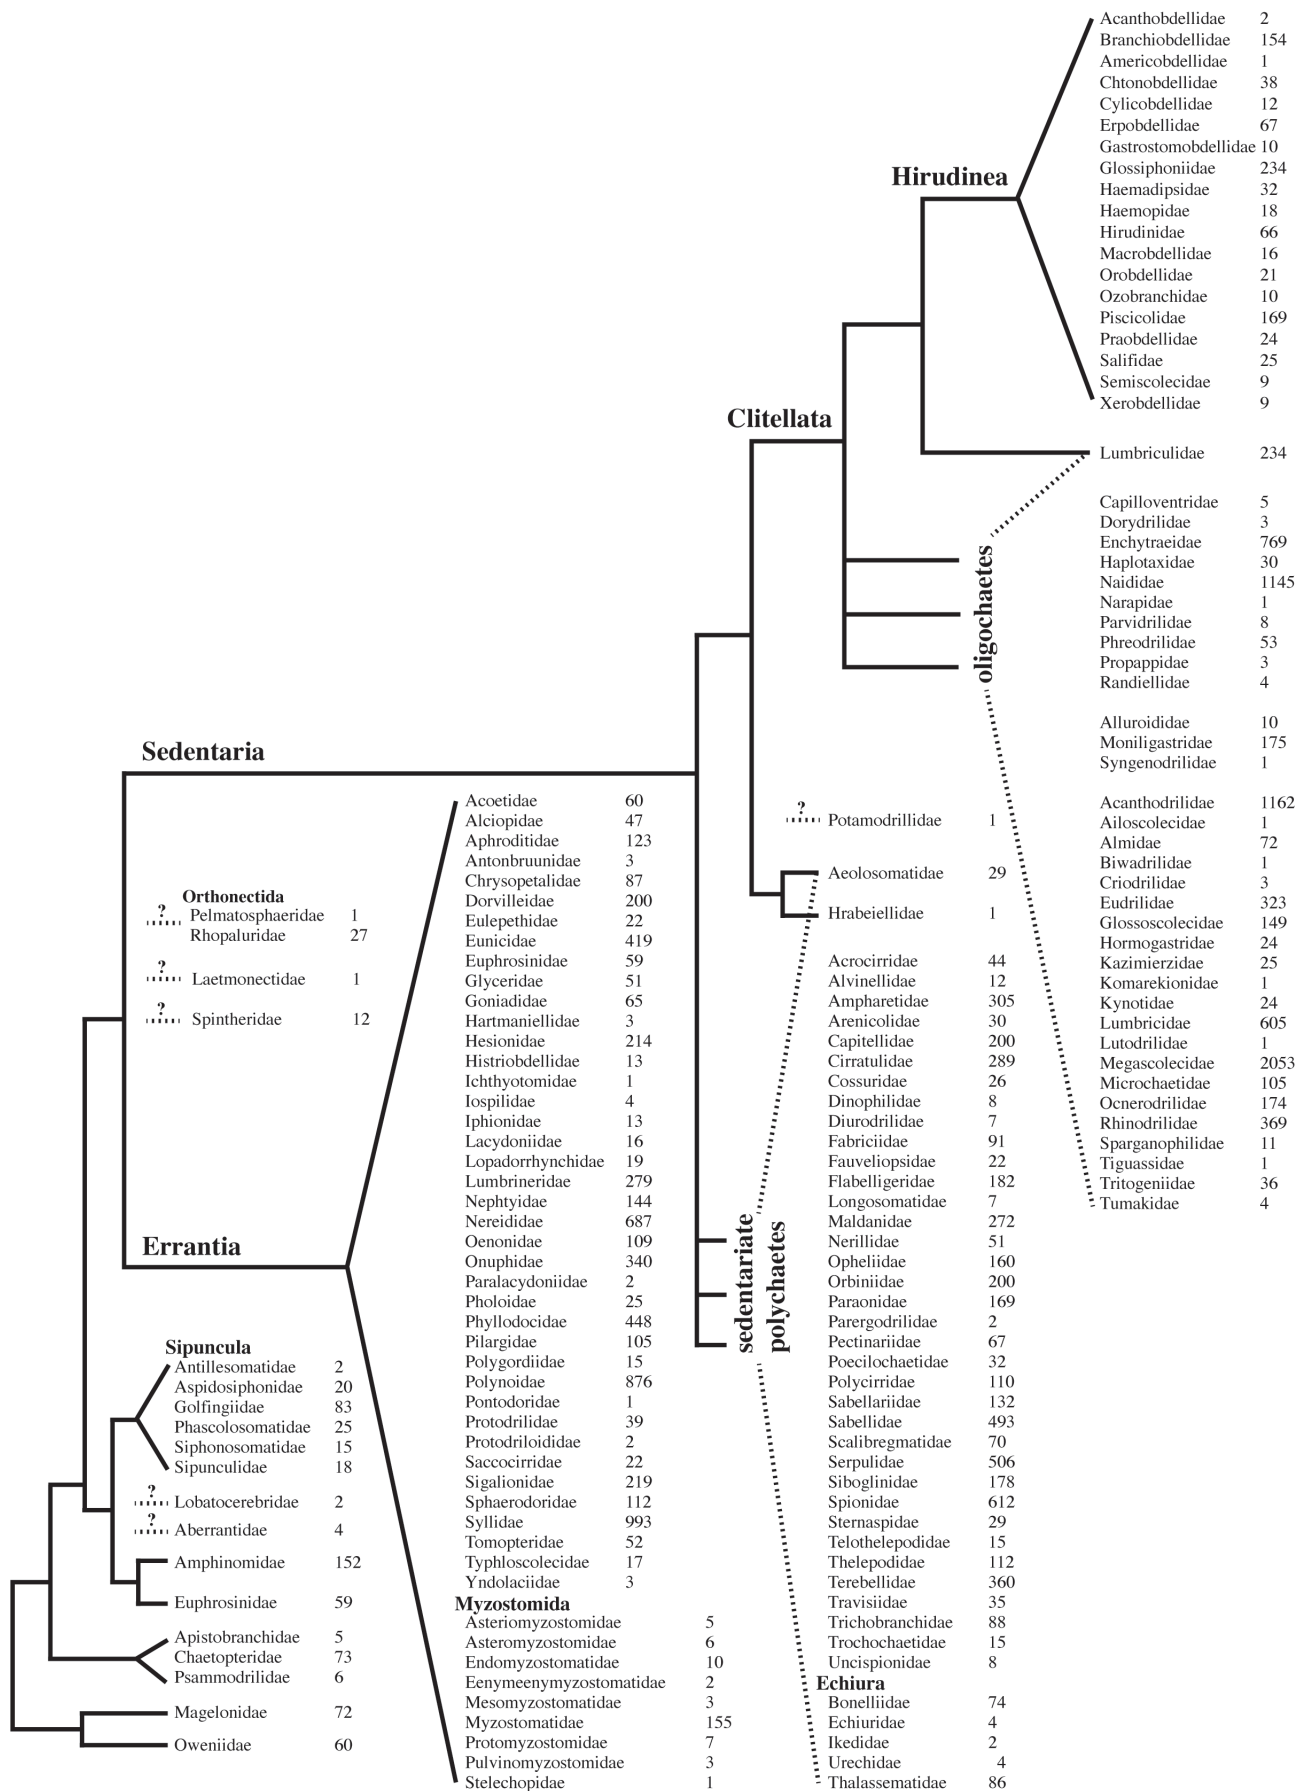 Acanthobdellidae 2
Branchiobdellidae 154
Americobdellidae 1
Chtonobdellidae 38
Cylicobdellidae 12
Erpobdellidae 67
Gastrostomobdellidae 10
Glossiphoniidae 234
Haemadipsidae 32
Haemopidae 18
Hirudinidae 66
Macrobdellidae 16
Orobdellidae 21
Ozobranchidae 10
Piscicolidae 169
Praobdellidae 24
Salifidae 25
Semiscolecidae 9
Xerobdellidae 9
Hirudinea
Clitellata
Lumbriculidae 234
oligochaetes
Capilloventridae 5
Dorydrilidae 3
Enchytraeidae 769
Haplotaxidae 30
Naididae 1145
Narapidae 1
Parvidrilidae 8
Phreodrilidae 53
Propappidae 3
Randiellidae 4
Alluroididae 10
Moniligastridae 175
Syngenodrilidae 1
Acanthodrilidae 1162
Ailoscolecidae 1
Almidae 72
Biwadrilidae 1
Criodrilidae 3
Eudrilidae 323
Glossoscolecidae 149
Hormogastridae 24
Kazimierzidae 25
Komarekionidae 1
Kynotidae 24
Lumbricidae 605
Lutodrilidae 1
Megascolecidae 2053
Microchaetidae 105
Ocnerodrilidae 174
Rhinodrilidae 369
Sparganophilidae 11
Tiguassidae 1
Tritogeniidae 36
Tumakidae 4
Sedentaria
? Potamodrillidae 1
Aeolosomatidae 29
Hrabeiellidae 1
sedentariate
polychaetes
Acrocirridae 44
Alvinellidae 12
Ampharetidae 305
Arenicolidae 30
Capitellidae 200
Cirratulidae 289
Cossuridae 26
Dinophilidae 8
Diurodrilidae 7
Fabriciidae 91
Fauveliopsidae 22
Flabelligeridae 182
Longosomatidae 7
Maldanidae 272
Nerillidae 51
Opheliidae 160
Orbiniidae 200
Paraonidae 169
Parergodrilidae 2
Pectinariidae 67
Poecilochaetidae 32
Polycirridae 110
Sabellariidae 132
Sabellidae 493
Scalibregmatidae 70
Serpulidae 506
Siboglinidae 178
Spionidae 612
Sternaspidae 29
Telothelepodidae 15
Thelepodidae 112
Terebellidae 360
Travisiidae 35
Trichobranchidae 88
Trochochaetidae 15
Uncispionidae 8
Echiura
Bonelliidae 74
Echiuridae 4
Ikedidae 2
Urechidae 4
Thalassematidae 86
Orthonectida
? Pelmatosphaeridae 1
Rhopaluridae 27
? Laetmonectidae 1
? Spintheridae 12
Errantia
Acoetidae 60
Alciopidae 47
Aphroditidae 123
Antonbruunidae 3
Chrysopetalidae 87
Dorvilleidae 200
Eulepethidae 22
Eunicidae 419
Euphrosinidae 59
Glyceridae 51
Goniadidae 65
Hartmaniellidae 3
Hesionidae 214
Histriobdellidae 13
Ichthyotomidae 1
Iospilidae 4
Iphionidae 13
Lacydoniidae 16
Lopadorrhynchidae 19
Lumbrineridae 279
Nephtyidae 144
Nereididae 687
Oenonidae 109
Onuphidae 340
Paralacydoniidae 2
Pholoidae 25
Phyllodocidae 448
Pilargidae 105
Polygordiidae 15
Polynoidae 876
Pontodoridae 1
Protodrilidae 39
Protodriloididae 2
Saccocirridae 22
Sigalionidae 219
Sphaerodoridae 112
Syllidae 993
Tomopteridae 52
Typhloscolecidae 17
Yndolaciidae 3
Myzostomida
Asteriomyzostomidae 5
Asteromyzostomidae 6
Endomyzostomatidae 10
Eenymeenymyzostomatidae 2
Mesomyzostomatidae 3
Myzostomatidae 155
Protomyzostomidae 7
Pulvinomyzostomidae 3
Stelechopidae 1
Sipuncula
Antillesomatidae 2
Aspidosiphonidae 20
Golfingiidae 83
Phascolosomatidae 25
Siphonosomatidae 15
Sipunculidae 18
? Lobatocerebridae 2
? Aberrantidae 4
Amphinomidae 152
Euphrosinidae 59
Apistobranchidae 5
Chaetopteridae 73
Psammodrilidae 6
Magelonidae 72
Oweniidae 60